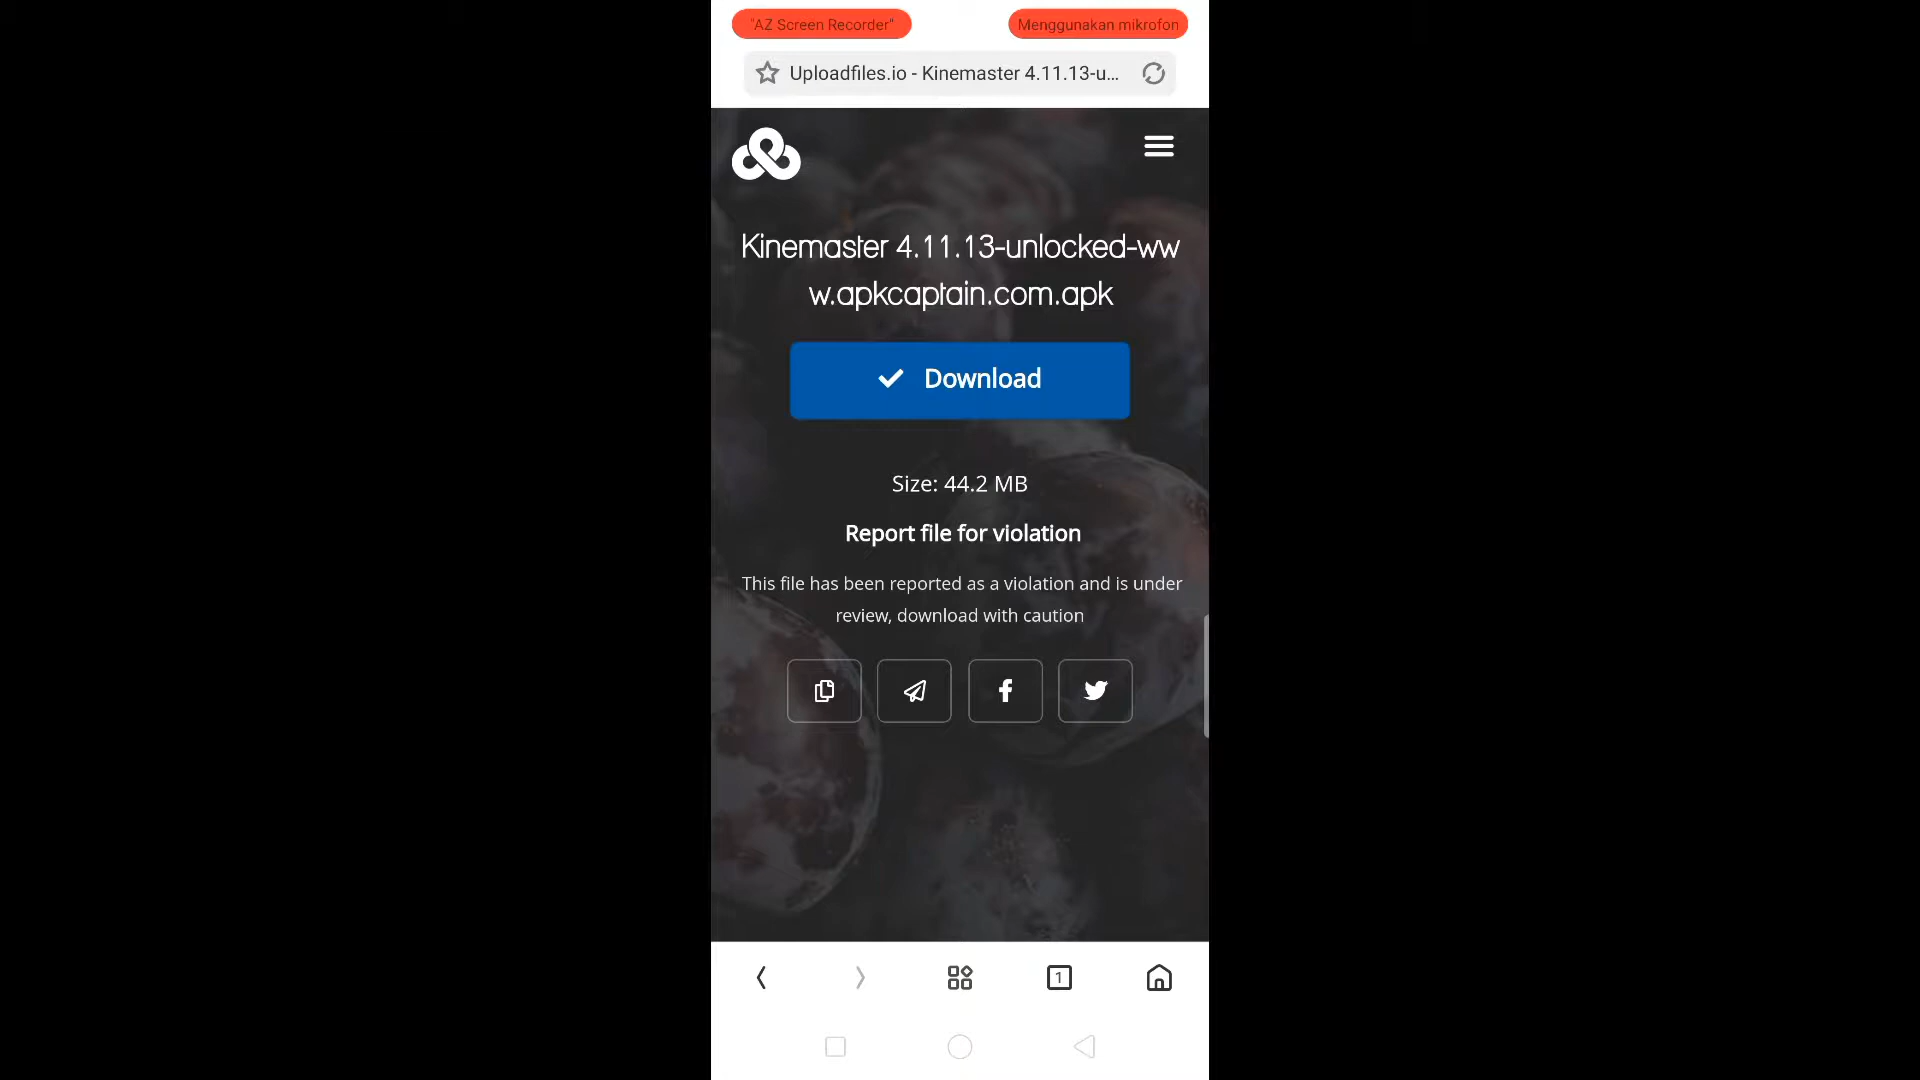 "AZ Screen Recorder"
Menggunakan mikrofon
Uploadfiles.io - Kinemaster 4.11.13-u...
Kinemaster 4.11.13-unlocked-ww
w.apkcaptain.com.apk
Download
Size: 44.2 MB
Report file for violation
This file has been reported as a violation and is under
review, download with caution
1